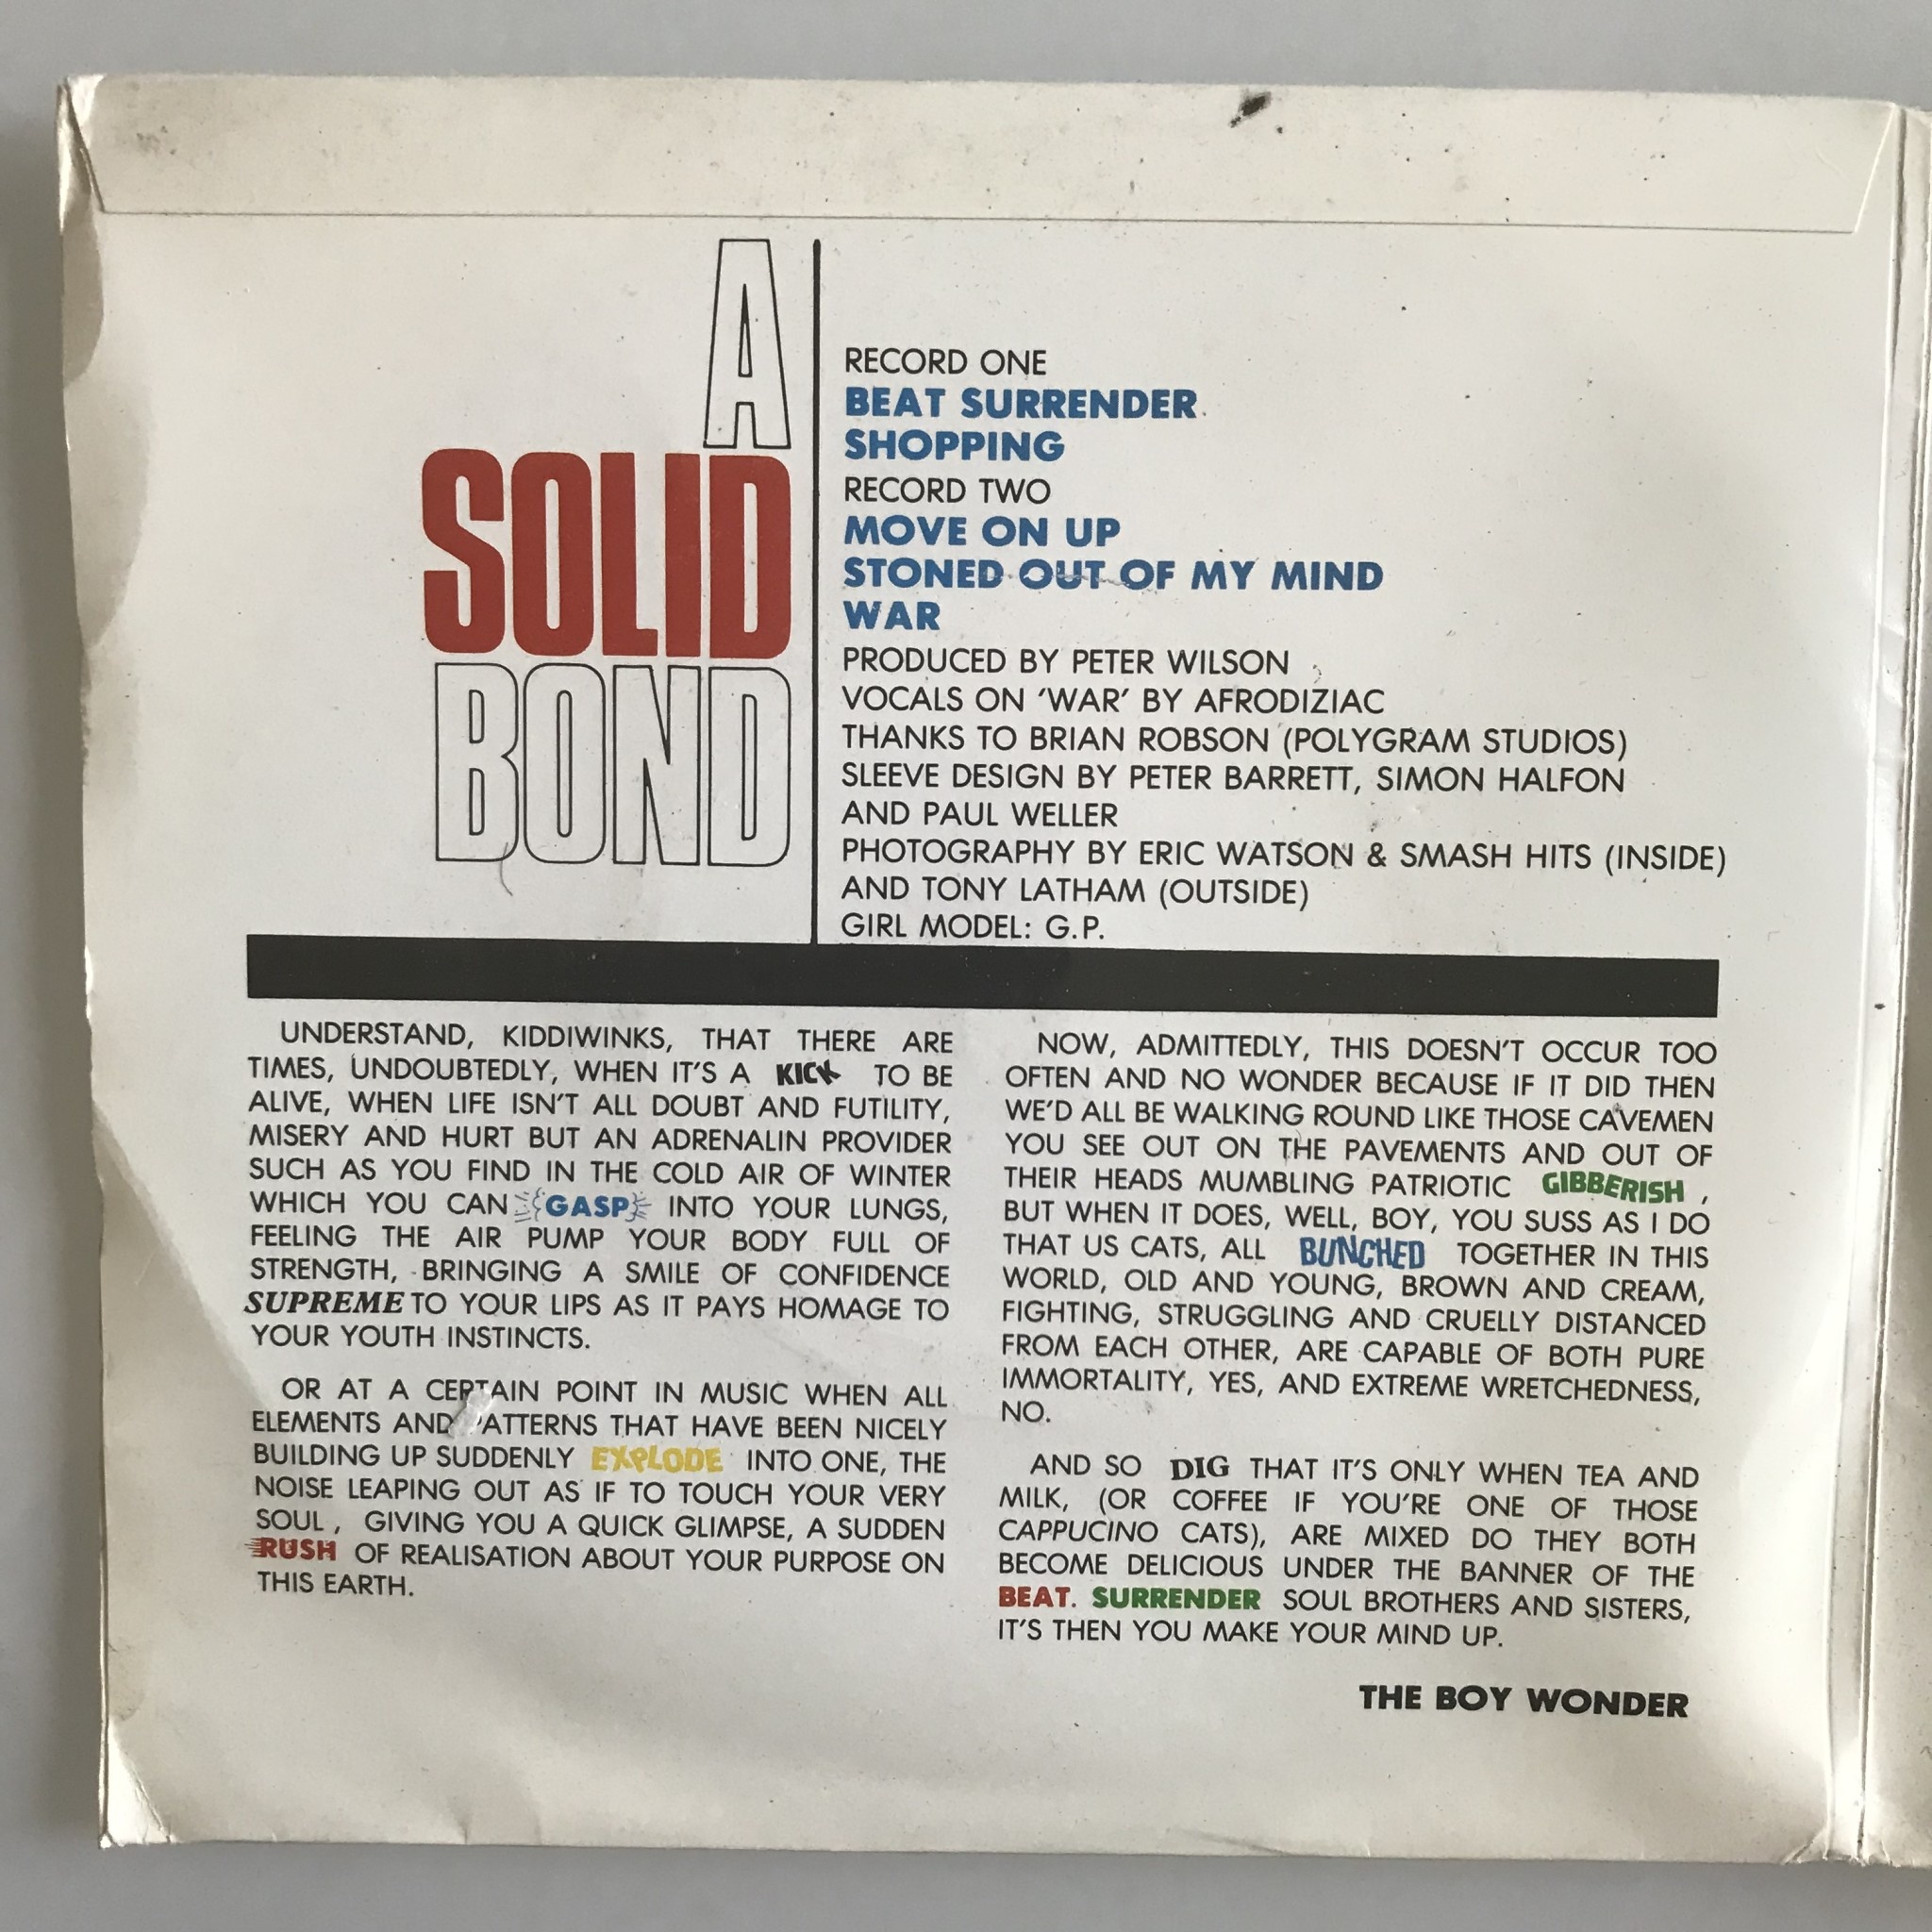 A
SOLID
BOND
RECORD ONE
BEAT SURRENDER
SHOPPING
RECORD TWO
MOVE ON UP
STONED OUT OF MY MIND
WAR
PRODUCED BY PETER WILSON
VOCALS ON ‘WAR’ BY AFRODIZIAC
THANKS TO BRIAN ROBSON (POLYGRAM STUDIOS)
SLEEVE DESIGN BY PETER BARRETT, SIMON HALFON
AND PAUL WELLER
PHOTOGRAPHY BY ERIC WATSON & SMASH HITS (INSIDE)
AND TONY LATHAM (OUTSIDE)
GIRL MODEL: G.P.
UNDERSTAND, KIDDIWINKS, THAT THERE ARE
TIMES, UNDOUBTEDLY, WHEN IT'S A KICK TO BE
ALIVE, WHEN LIFE ISN'T ALL DOUBT AND FUTILITY,
MISERY AND HURT BUT AN ADRENALIN PROVIDER
SUCH AS YOU FIND IN THE COLD AIR OF WINTER
WHICH YOU CAN GASP INTO YOUR LUNGS,
FEELING THE AIR PUMP YOUR BODY FULL OF
STRENGTH, BRINGING A SMILE OF CONFIDENCE
SUPREME TO YOUR LIPS AS IT PAYS HOMAGE TO
YOUR YOUTH INSTINCTS.
OR AT A CERTAIN POINT IN MUSIC WHEN ALL
ELEMENTS AND PATTERNS THAT HAVE BEEN NICELY
BUILDING UP SUDDENLY EXPLODE INTO ONE, THE
NOISE LEAPING OUT AS IF TO TOUCH YOUR VERY
SOUL, GIVING YOU A QUICK GLIMPSE, A SUDDEN
RUSH OF REALISATION ABOUT YOUR PURPOSE ON
THIS EARTH.
NOW, ADMITTEDLY, THIS DOESN'T OCCUR TOO
OFTEN AND NO WONDER BECAUSE IF IT DID THEN
WE'D ALL BE WALKING ROUND LIKE THOSE CAVEMEN
YOU SEE OUT ON THE PAVEMENTS AND OUT OF
THEIR HEADS MUMBLING PATRIOTIC GIBBERISH,
BUT WHEN IT DOES, WELL, BOY, YOU SUSS AS I DO
THAT US CATS, ALL BUNCHED TOGETHER IN THIS
WORLD, OLD AND YOUNG, BROWN AND CREAM,
FIGHTING, STRUGGLING AND CRUELLY DISTANCED
FROM EACH OTHER, ARE CAPABLE OF BOTH PURE
IMMORTALITY, YES, AND EXTREME WRETCHEDNESS,
NO.
AND SO DIG THAT IT'S ONLY WHEN TEA AND
MILK, (OR COFFEE IF YOU'RE ONE OF THOSE
CAPPUCINO CATS), ARE MIXED DO THEY BOTH
BECOME DELICIOUS UNDER THE BANNER OF THE
BEAT. SURRENDER SOUL BROTHERS AND SISTERS,
IT'S THEN YOU MAKE YOUR MIND UP.
THE BOY WONDER